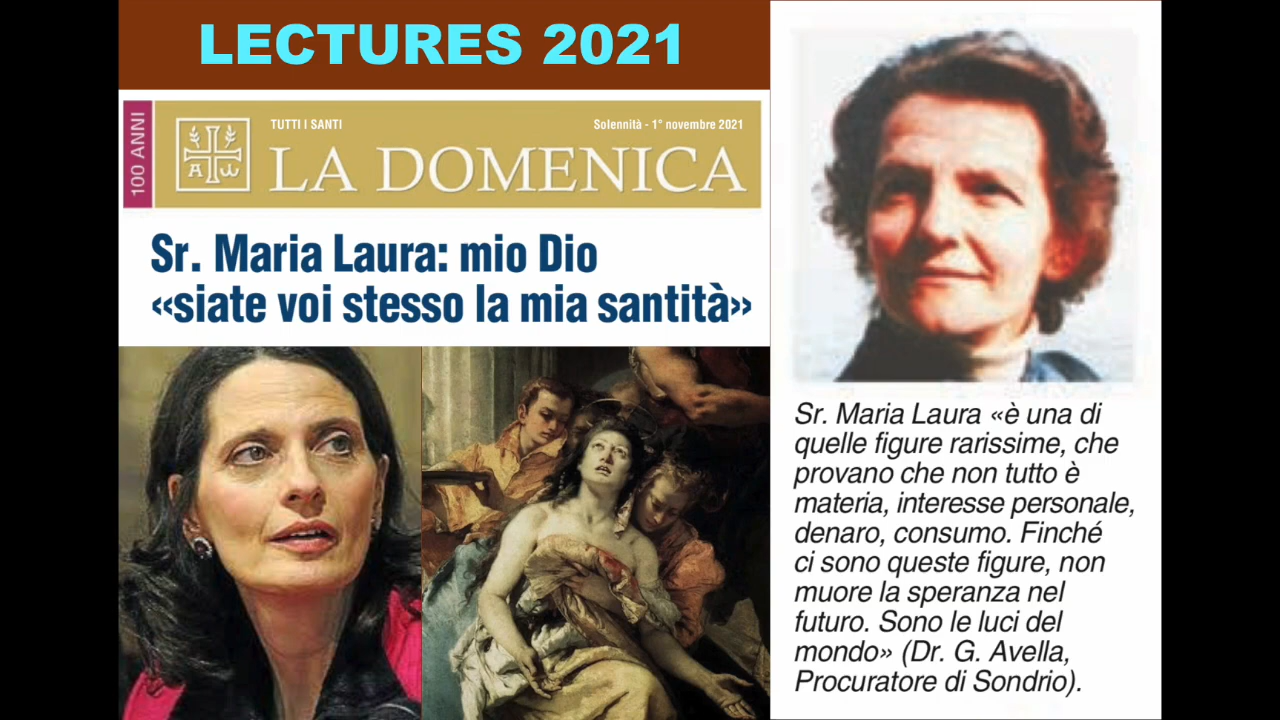 LECTURES 2021
100 ANNI
TUTTI I SANTI
Solennità - 1° novembre 2021
A ω
LA DOMENICA
Sr. Maria Laura: mio Dio
«siate voi stesso la mia santità»
Sr. Maria Laura «è una di
quelle figure rarissime, che
provano che non tutto è
materia, interesse personale,
denaro, consumo. Finché
ci sono queste figure, non
muore la speranza nel
futuro. Sono le luci del
mondo» (Dr. G. Avella,
Procuratore di Sondrio).